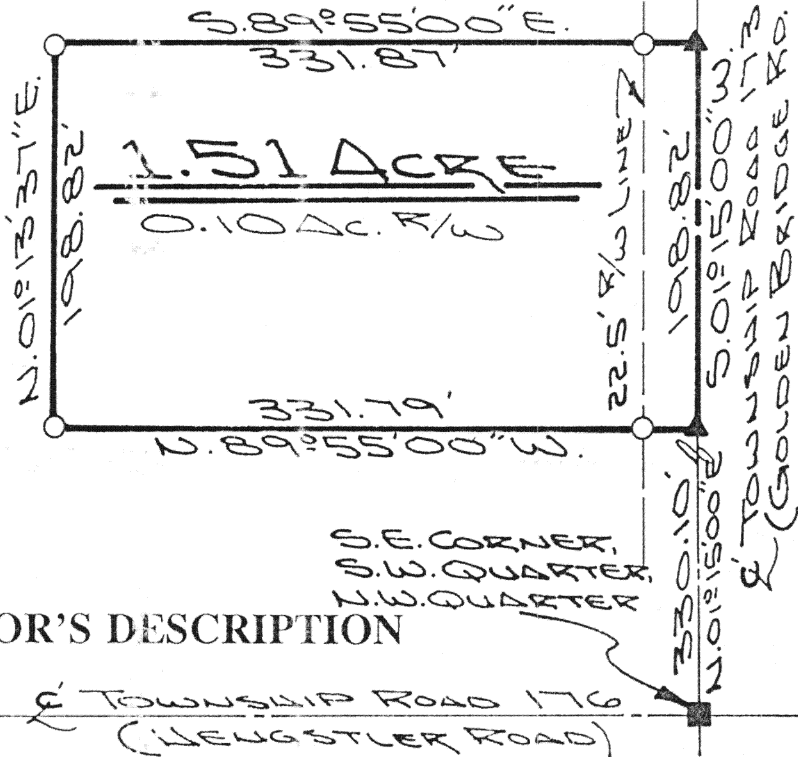 S.89°55'00"E.
331.87'
N.01°13'37"E.
198.82'
1.51 ACRE
0.10 AC. R/W
22.5' R/W LINE
198.82'
S.01°15'00"W.
℄ TOWNSHIP ROAD 173
(GOLDEN BRIDGE RD.
331.79'
N.89°55'00"W.
330.10'
N.01°15'00"E
S.E. CORNER,
S.W. QUARTER,
N.W. QUARTER
OR'S DESCRIPTION
℄ TOWNSHIP ROAD 176
(HENGSTLER ROAD)